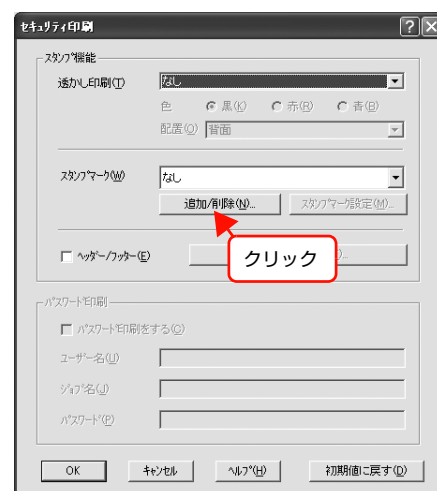 セキュリティ印刷
スタンプ機能
透かし印刷(T)
なし
色 黒(K) 赤(R) 青(B)
配置(O) 背面
スタンプマーク(W)
なし
追加/削除(N)... スタンプマーク設定(M)...
クリック
ヘッダー/フッター(E)
パスワード印刷
パスワード印刷をする(C)
ユーザー名(U)
ジョブ名(J)
パスワード(P)
OK キャンセル ヘルプ(H) 初期値に戻す(D)